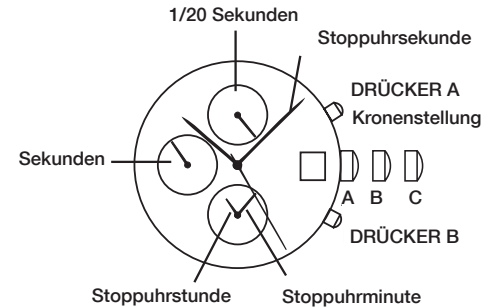 1/20 Sekunden
Stoppuhrsekunde
DRÜCKER A
Kronenstellung
Sekunden
A B C
DRÜCKER B
Stoppuhrstunde
Stoppuhrminute